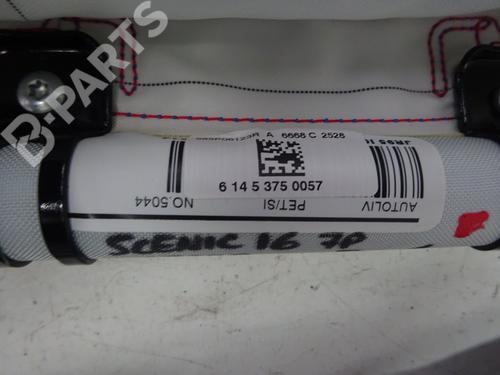 B-PARTS
A 6668 C 2528
6 14 5 375 0057
NO.5044
PET/SI
AUTOLIV
SCENIC 16 7P